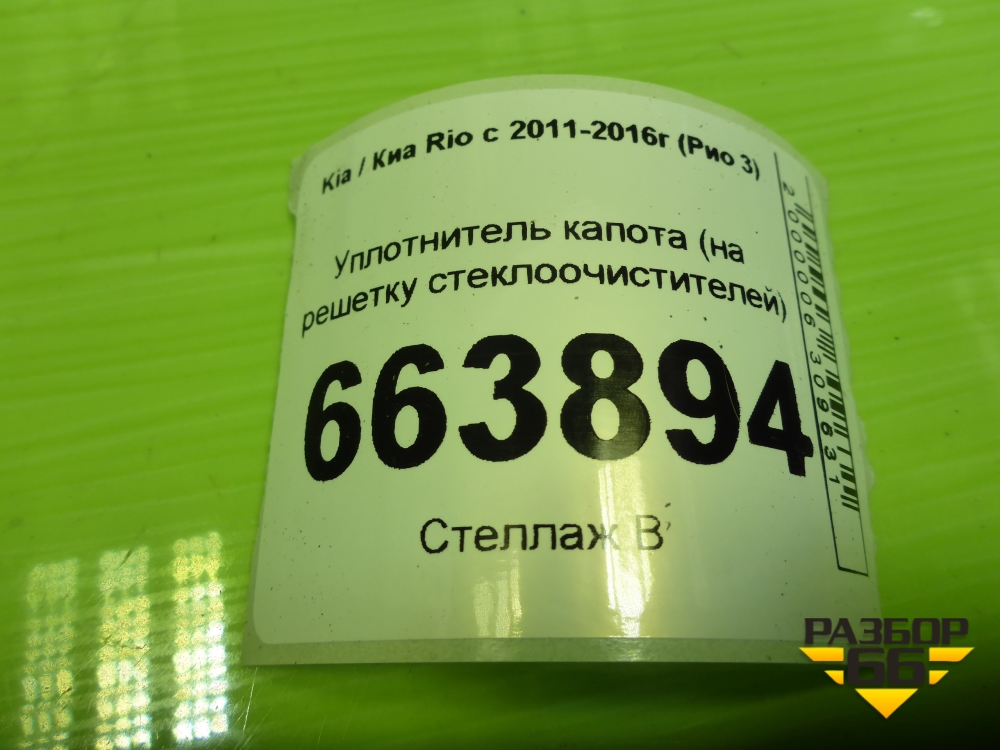 Kia / Киа Rio с 2011-2016г (Рио 3)
Уплотнитель капота (на
решетку стеклоочистителей)
663894
Стеллаж В
2000006309631
РАЗБОР
66